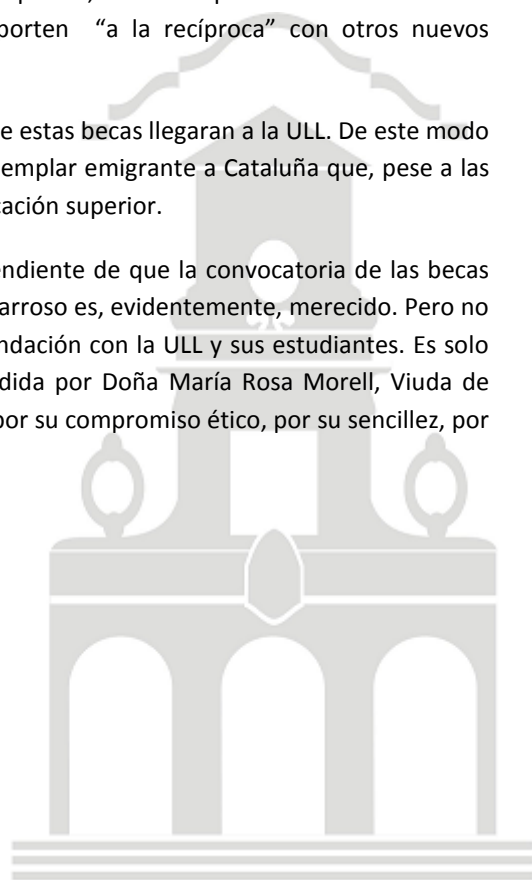 porten “a la recíproca” con otros nuevos
e estas becas llegaran a la ULL. De este modo
emplar emigrante a Cataluña que, pese a las
ación superior.
endiente de que la convocatoria de las becas
arroso es, evidentemente, merecido. Pero no
ndación con la ULL y sus estudiantes. Es solo
dida por Doña María Rosa Morell, Viuda de
por su compromiso ético, por su sencillez, por